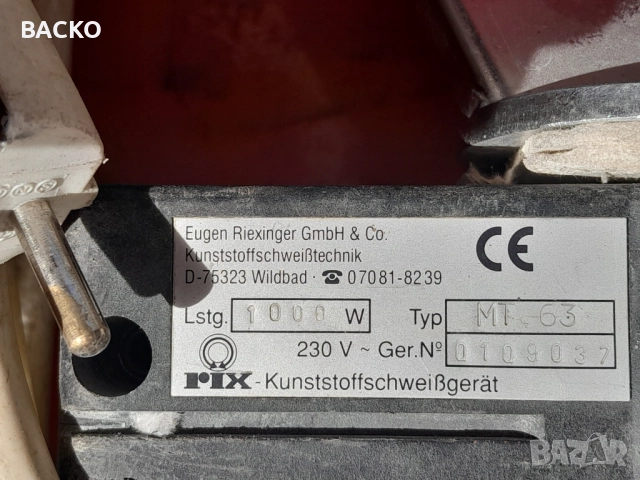 BACKO
Eugen Riexinger GmbH & Co.
Kunststoffschweißtechnik
D-75323 Wildbad · ☎ 07081-8239
CE
Lstg. 1000 W Typ MT-63
230 V ~ Ger.Nº 0109037
rix - Kunststoffschweißgerät
BAZAR